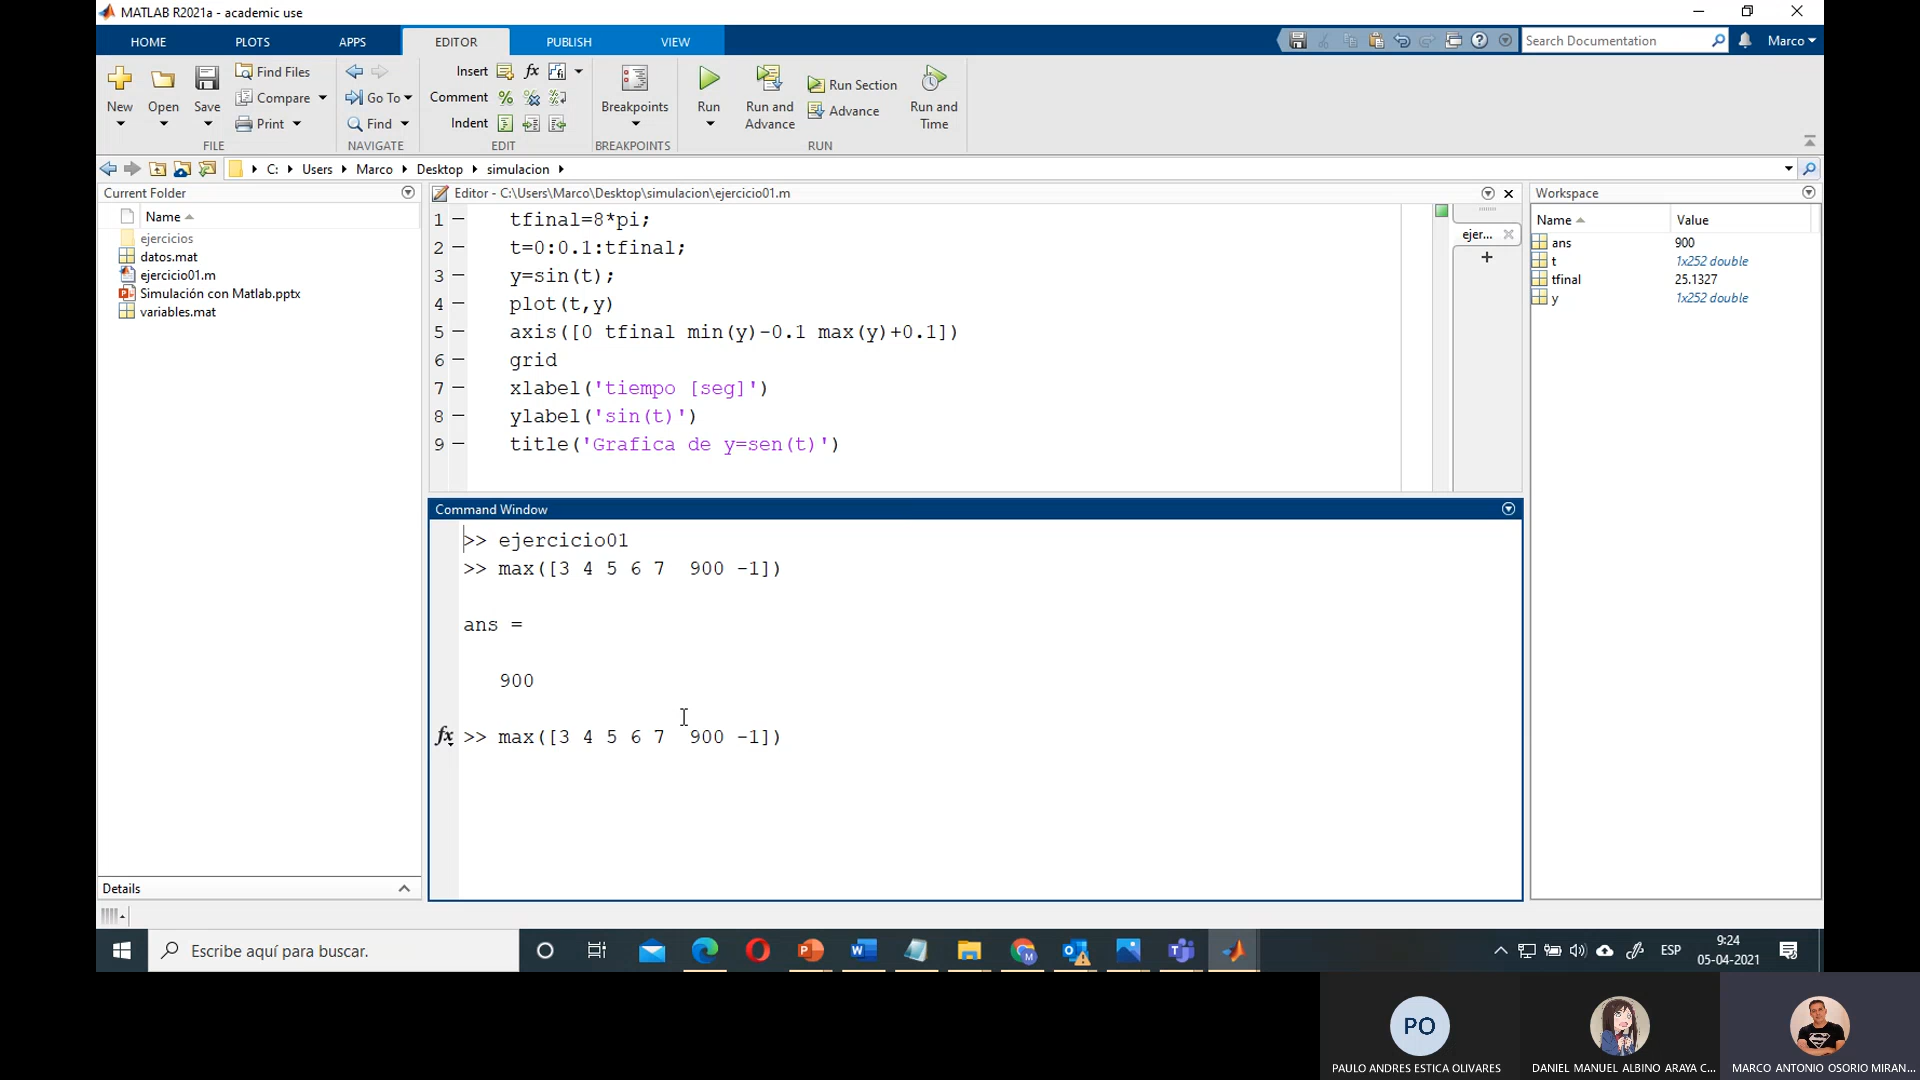 MATLAB R2021a - academic use
HOME PLOTS APPS EDITOR PUBLISH VIEW
Search Documentation
Marco
New
Open
Save
Find Files
Compare
Print
FILE
Go To
Find
NAVIGATE
Insert
fx
Comment
Indent
EDIT
Breakpoints
BREAKPOINTS
Run
Run and Advance
Run Section
Advance
Run and Time
RUN
C: Users Marco Desktop simulacion
Current Folder
Name
ejercicios
datos.mat
ejercicio01.m
Simulación con Matlab.pptx
variables.mat
Details
Editor - C:\Users\Marco\Desktop\simulacion\ejercicio01.m
ejer...
1 tfinal=8*pi;
2 t=0:0.1:tfinal;
3 y=sin(t);
4 plot(t,y)
5 axis([0 tfinal min(y)-0.1 max(y)+0.1])
6 grid
7 xlabel('tiempo [seg]')
8 ylabel('sin(t)')
9 title('Grafica de y=sen(t)')
Command Window
>> ejercicio01
>> max([3 4 5 6 7  900 -1])
ans =
900
fx >> max([3 4 5 6 7  900 -1])
Workspace
Name Value
ans 900
t 1x252 double
tfinal 25.1327
y 1x252 double
Escribe aquí para buscar.
ESP
9:24
05-04-2021
PO
PAULO ANDRES ESTICA OLIVARES
DANIEL MANUEL ALBINO ARAYA C...
MARCO ANTONIO OSORIO MIRAN...